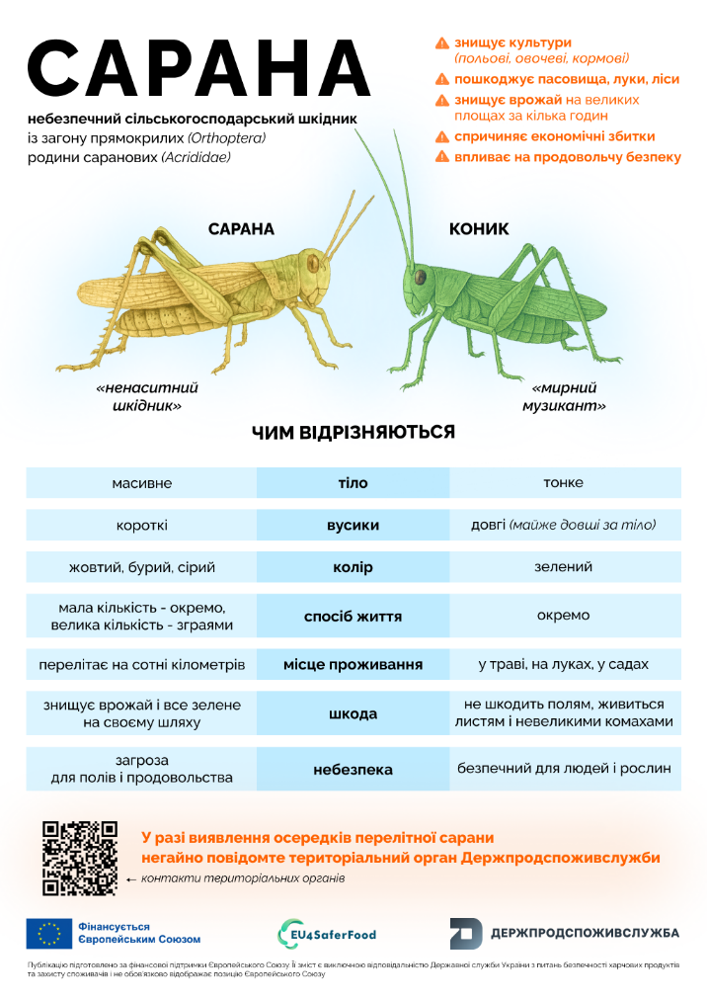 САРАНА
небезпечний сільськогосподарський шкідник
із загону прямокрилих (Orthoptera)
родини саранових (Acrididae)
знищує культури
(польові, овочеві, кормові)
пошкоджує пасовища, луки, ліси
знищує врожай на великих
площах за кілька годин
спричиняє економічні збитки
впливає на продовольчу безпеку
САРАНА
КОНИК
«ненаситний
шкідник»
«мирний
музикант»
ЧИМ ВІДРІЗНЯЮТЬСЯ
масивне тіло тонке
короткі вусики довгі (майже довші за тіло)
жовтий, бурий, сірий колір зелений
мала кількість - окремо,
велика кількість - зграями
спосіб життя
окремо
перелітає на сотні кілометрів місце проживання у траві, на луках, у садах
знищує врожай і все зелене
на своєму шляху
шкода
не шкодить полям, живиться
листям і невеликими комахами
загроза
для полів і продовольства
небезпека
безпечний для людей і рослин
У разі виявлення осередків перелітної сарани
негайно повідомте територіальний орган Держпродспоживслужби
← контакти територіальних органів
Фінансується
Європейським Союзом
EU4SaferFood
ДЕРЖПРОДСПОЖИВСЛУЖБА
Публікацію підготовлено за фінансової підтримки Європейського Союзу. Її зміст є виключною відповідальністю Державної служби України з питань безпечності харчових продуктів
та захисту споживачів і не обов'язково відображає позицію Європейського Союзу